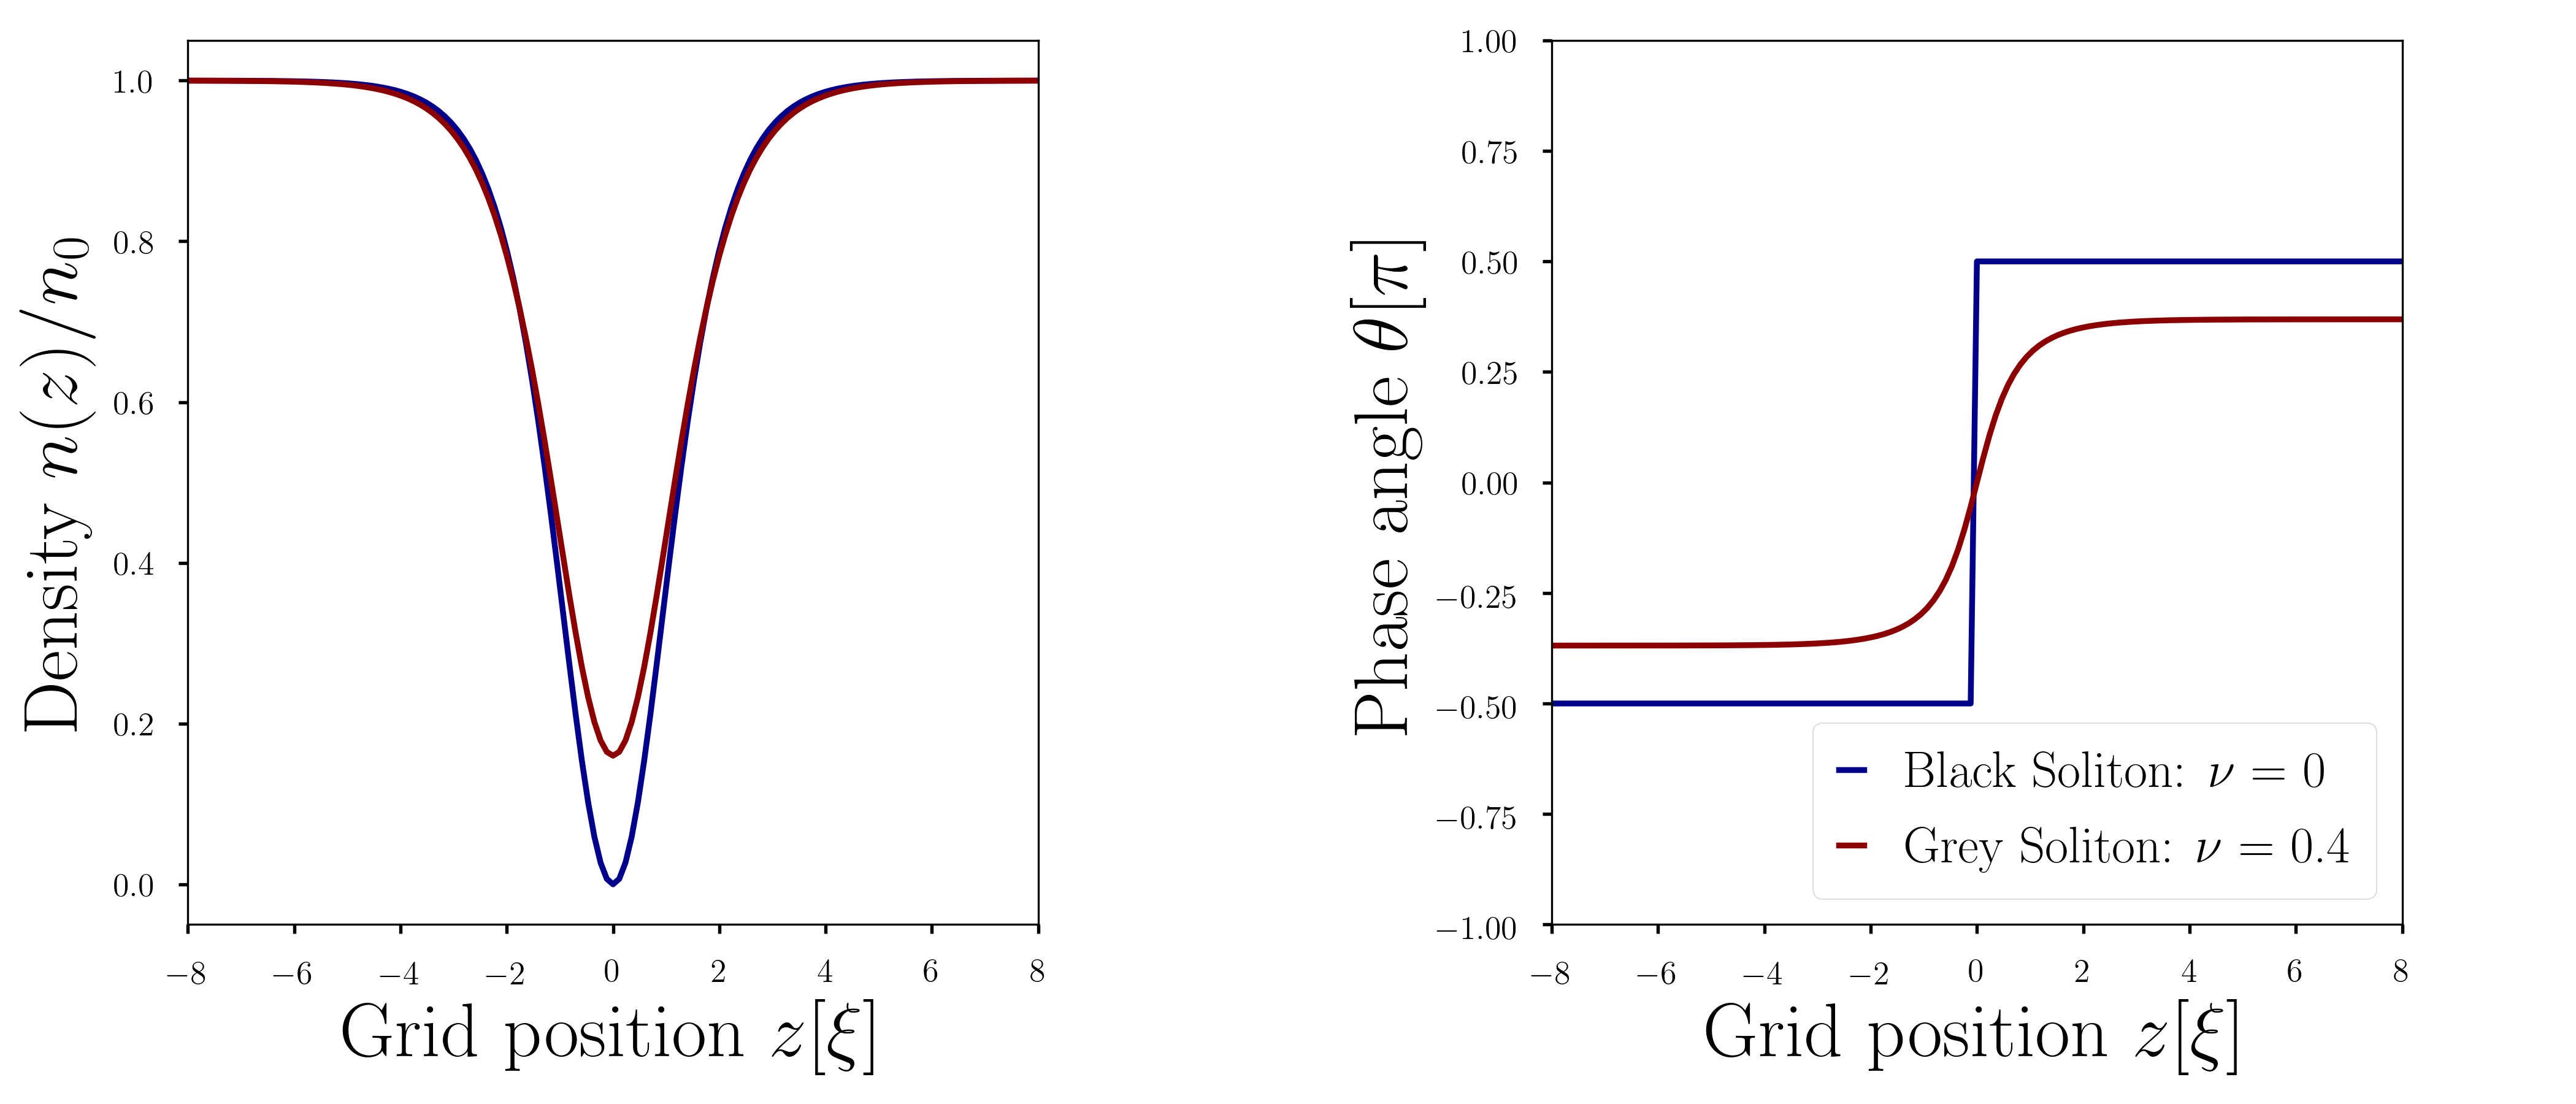 Density n(z)/n₀
1.0
0.8
0.6
0.4
0.2
0.0
−8 −6 −4 −2 0 2 4 6 8
Grid position z[ξ]
Phase angle θ[π]
1.00
0.75
0.50
0.25
0.00
−0.25
−0.50
−0.75
−1.00
Black Soliton: ν = 0
Grey Soliton: ν = 0.4
−8 −6 −4 −2 0 2 4 6 8
Grid position z[ξ]